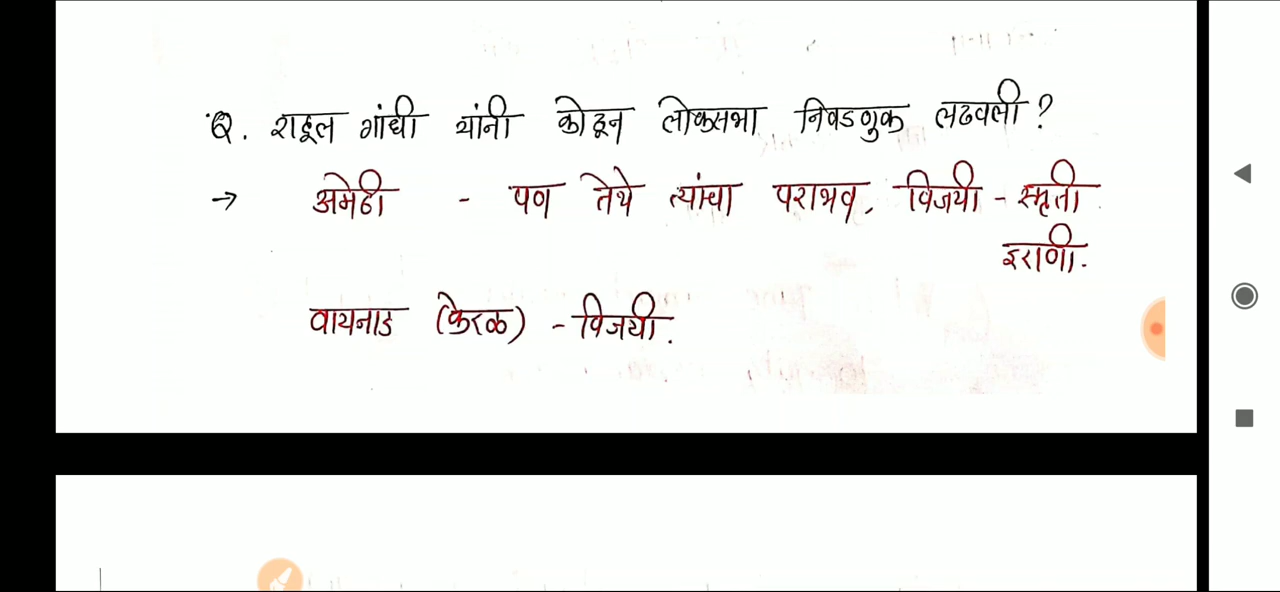 Q. राहूल गांधी यांनी कोठून लोकसभा निवडणुक लढवली?
→ अमेठी - पण तेथे त्यांचा पराभव, विजयी - स्मृती
इराणी.
वायनाड (केरळ) - विजयी.